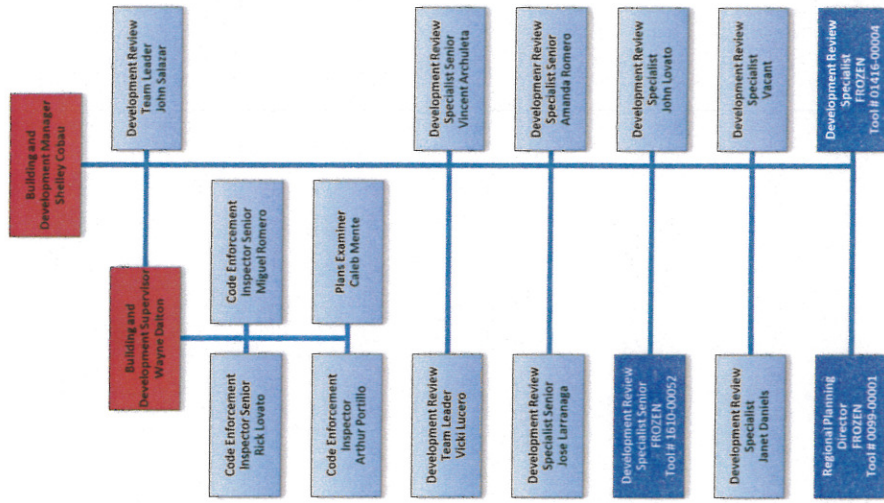 Building and
Development Manager
Shelley Cobau
Building and
Development Supervisor
Wayne Dalton
Development Review
Team Leader
John Salazar
Code Enforcement
Inspector Senior
Rick Lovato
Code Enforcement
Inspector Senior
Miguel Romero
Code Enforcement
Inspector
Arthur Portillo
Plans Examiner
Caleb Mente
Development Review
Team Leader
Vicki Lucero
Development Review
Specialist Senior
Vincent Archuleta
Development Review
Specialist Senior
Jose Larranaga
Developmenr Review
Specialist Senior
Amanda Romero
Development Review
Specialist Senior
FROZEN
Tool # 1610-00052
Development Review
Specialist
John Lovato
Development Review
Specialist
Janet Daniels
Development Review
Specialist
Vacant
Regional Planning
Director
FROZEN
Tool # 0099-00001
Development Review
Specialist
FROZEN
Tool # 01416-00004